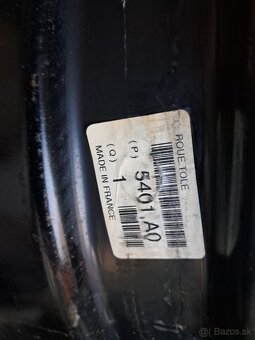 ROUE TOLE
(P) 5401.A0
(Q) 1
MADE IN FRANCE
Bazos.sk